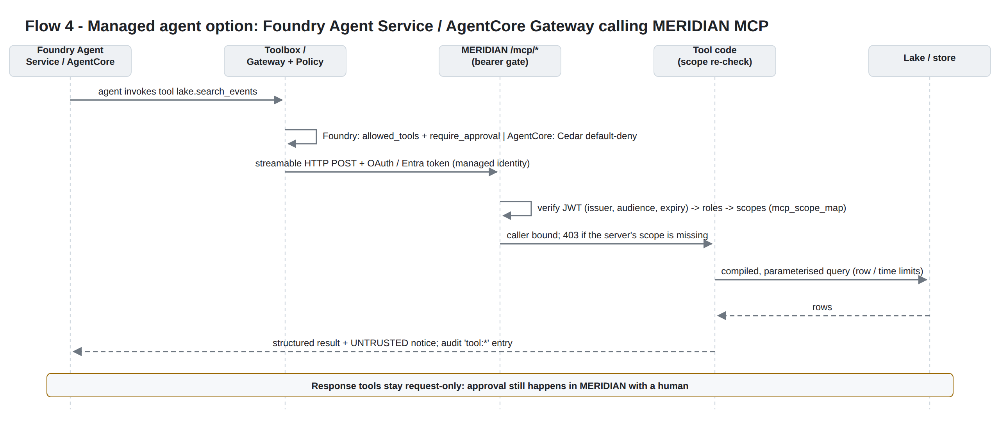 Flow 4 - Managed agent option: Foundry Agent Service / AgentCore Gateway calling MERIDIAN MCP
Foundry Agent
Service / AgentCore
Toolbox /
Gateway + Policy
MERIDIAN /mcp/*
(bearer gate)
Tool code
(scope re-check)
Lake / store
agent invokes tool lake.search_events
Foundry: allowed_tools + require_approval | AgentCore: Cedar default-deny
streamable HTTP POST + OAuth / Entra token (managed identity)
verify JWT (issuer, audience, expiry) -> roles -> scopes (mcp_scope_map)
caller bound; 403 if the server's scope is missing
compiled, parameterised query (row / time limits)
rows
structured result + UNTRUSTED notice; audit 'tool:*' entry
Response tools stay request-only: approval still happens in MERIDIAN with a human